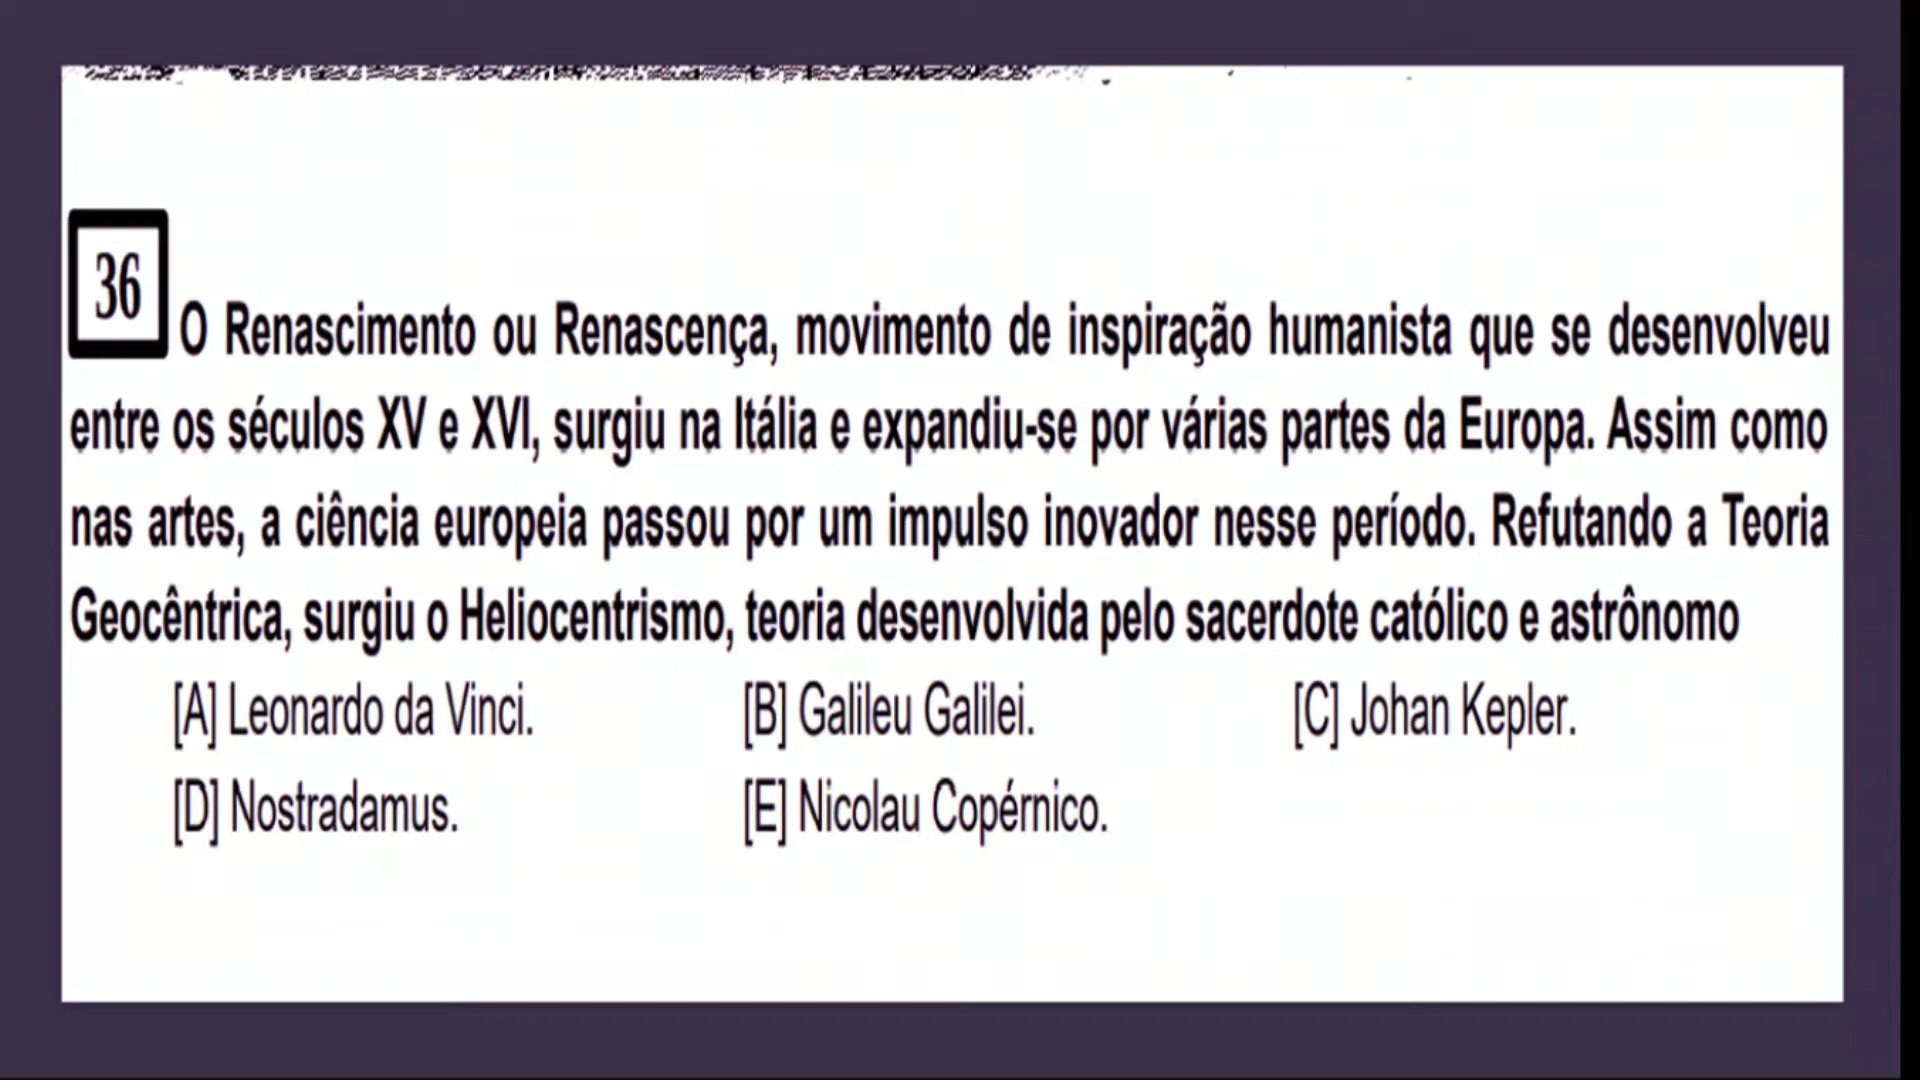 36
O Renascimento ou Renascença, movimento de inspiração humanista que se desenvolveu
entre os séculos XV e XVI, surgiu na Itália e expandiu-se por várias partes da Europa. Assim como
nas artes, a ciência europeia passou por um impulso inovador nesse período. Refutando a Teoria
Geocêntrica, surgiu o Heliocentrismo, teoria desenvolvida pelo sacerdote católico e astrônomo
[A] Leonardo da Vinci. [B] Galileu Galilei. [C] Johan Kepler.
[D] Nostradamus. [E] Nicolau Copérnico.